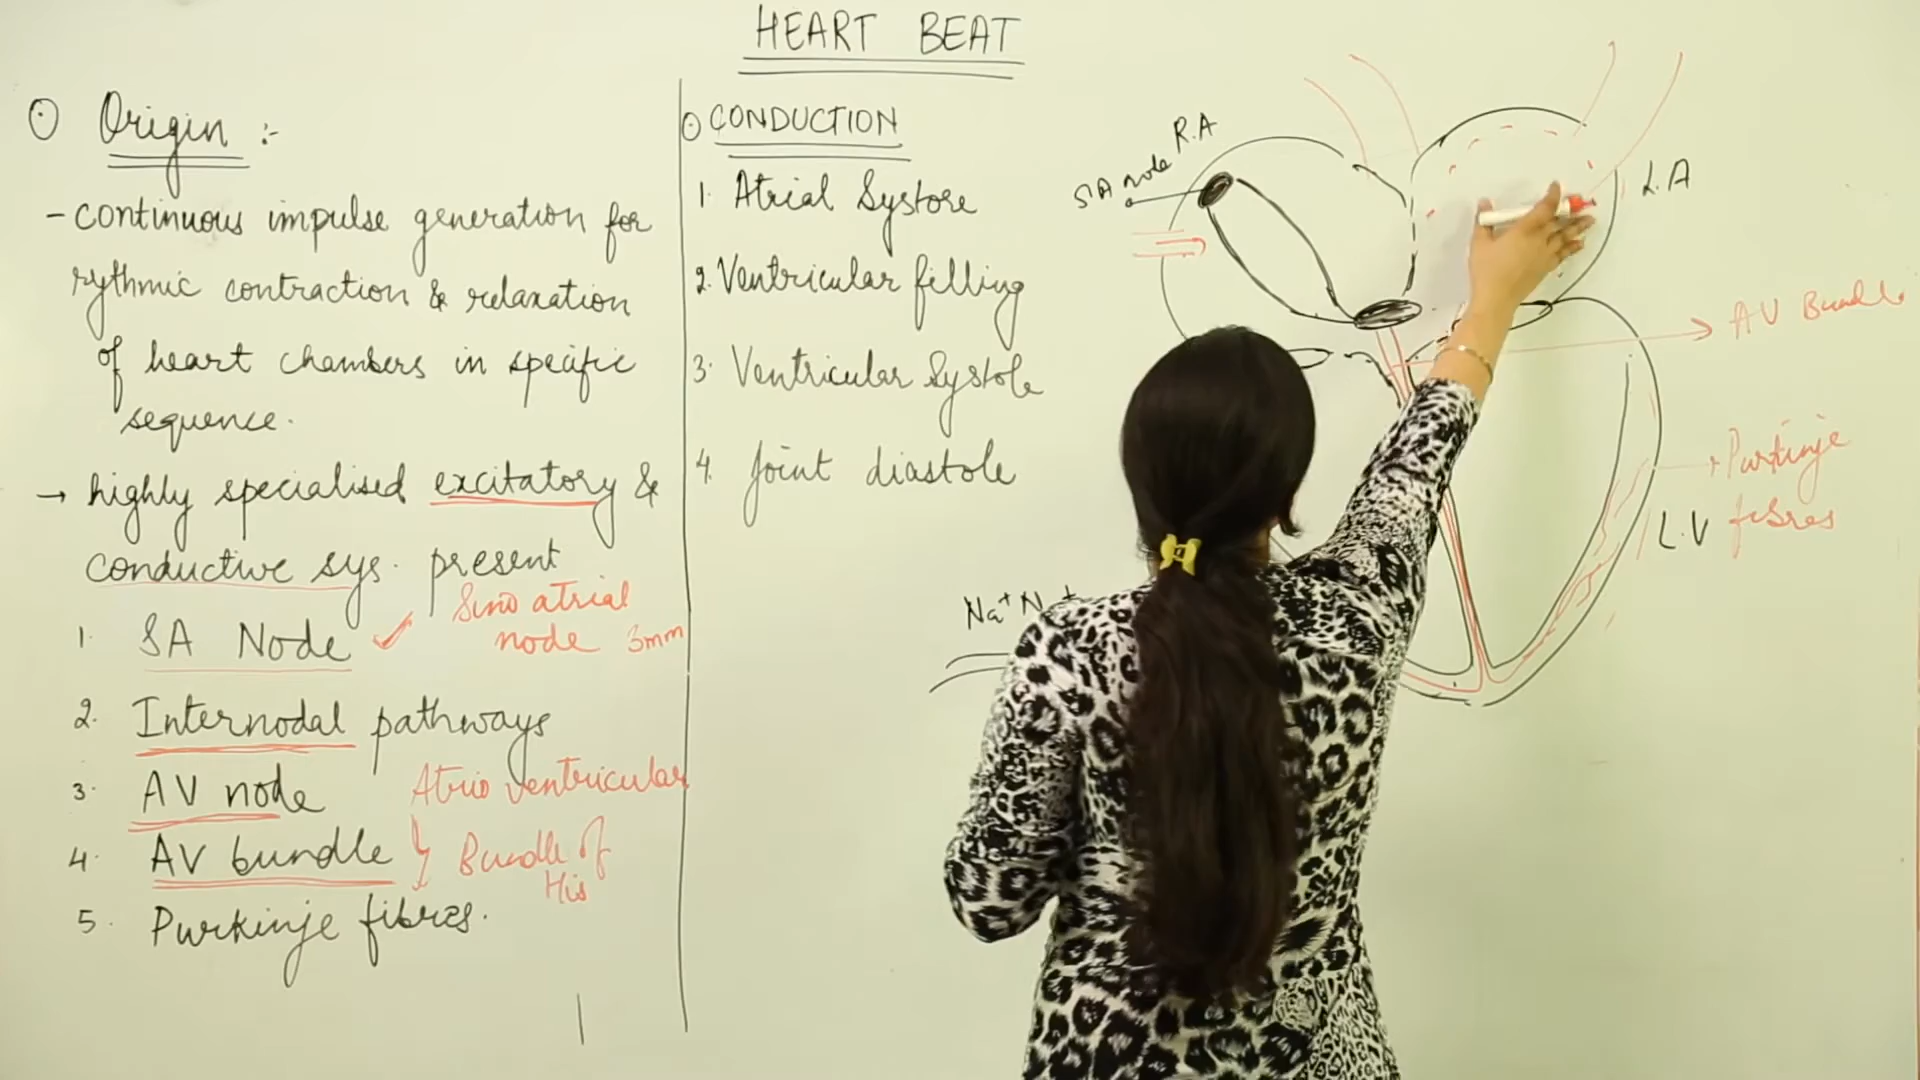 HEART BEAT
Origin :-
- continuous impulse generation for
rythmic contraction & relaxation
of heart chambers in specific
sequence.
→ highly specialised excitatory &
conductive sys. present
1. SA Node ✓ Sino atrial
node 3mm
2. Internodal pathways
3. AV node Atrio ventricular
4. AV bundle Bundle of
His
5. Purkinje fibres.
CONDUCTION
1. Atrial Systore
2. Ventricular filling
3. Ventricular Systole
4. Joint diastole
R.A
SA node
L.A
AV Bundle
Purkinje
fibres
L.V
Na+